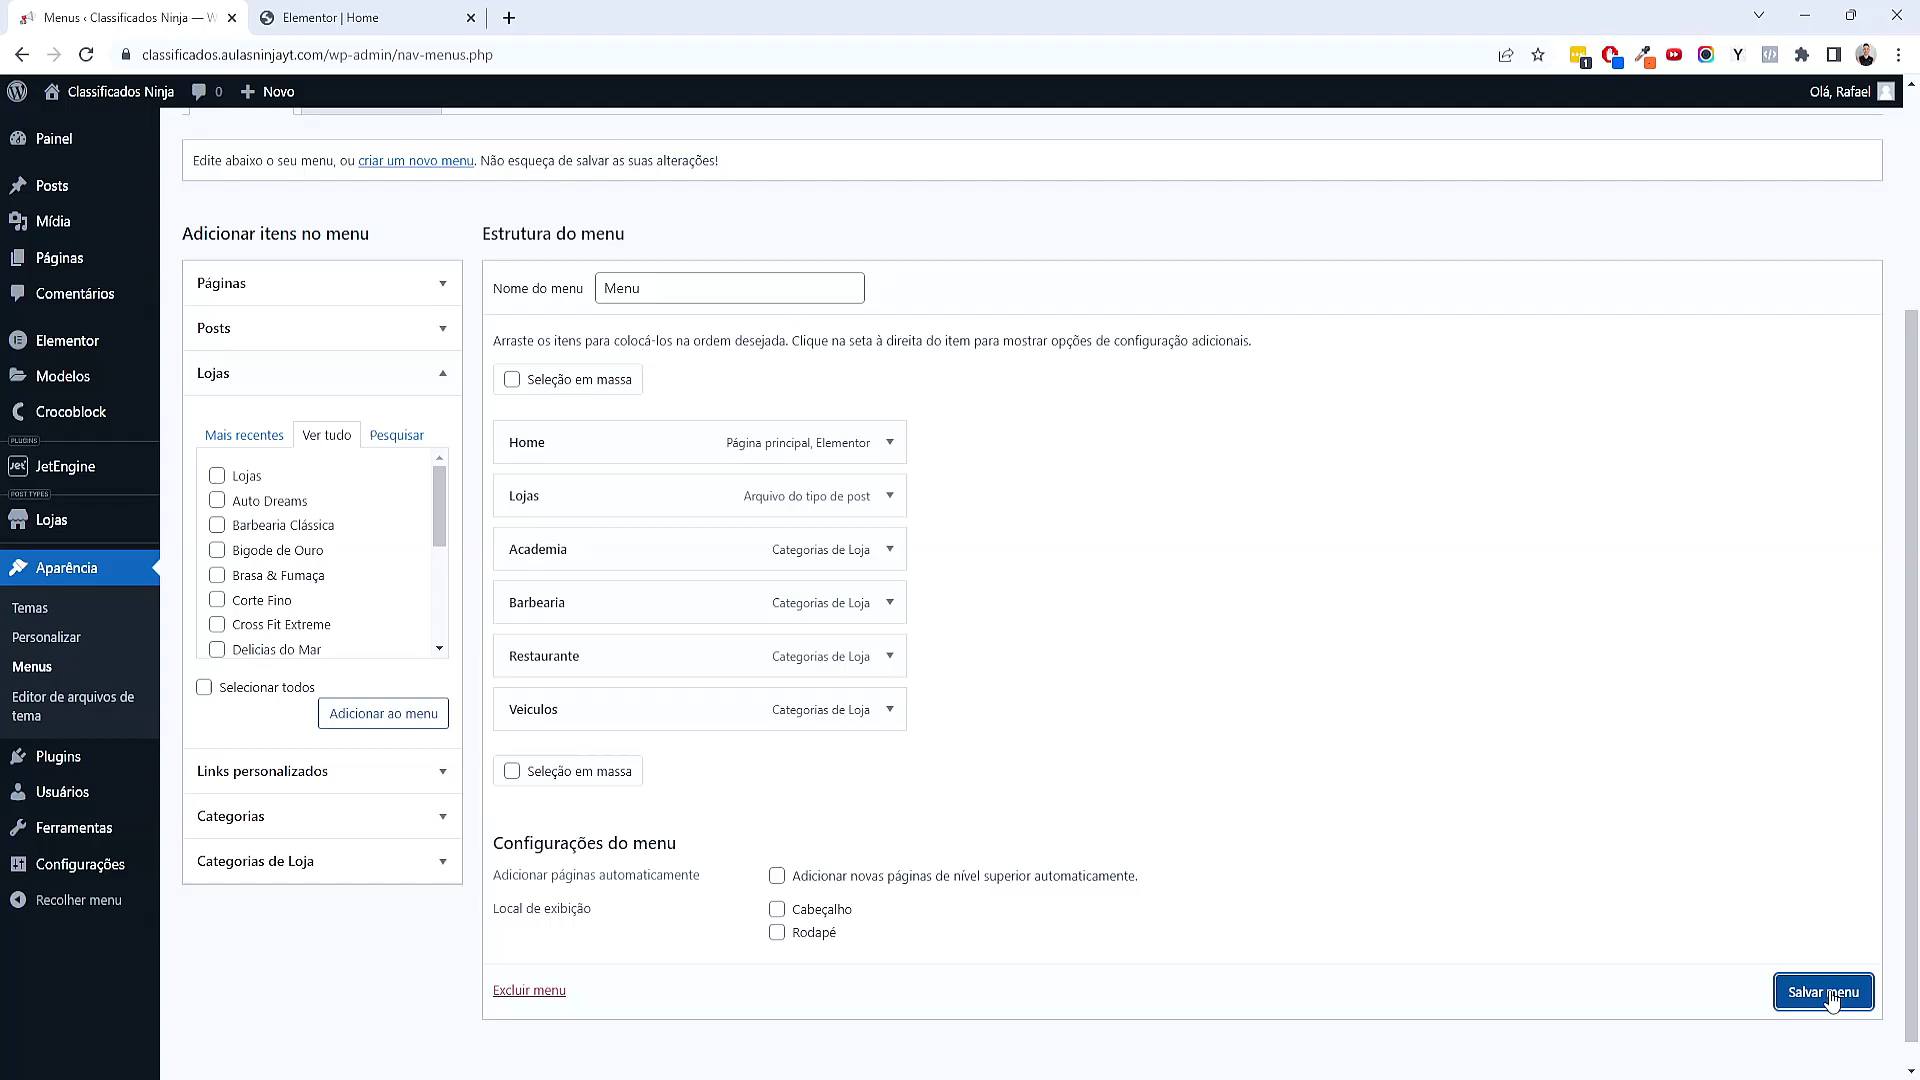 Menus ‹ Classificados Ninja — W
Elementor | Home
classificados.aulasninjayt.com/wp-admin/nav-menus.php
1
Y
Classificados Ninja
0
Novo
Olá, Rafael
Painel
Posts
Mídia
Páginas
Comentários
Elementor
Modelos
Crocoblock
PLUGINS
Jet JetEngine
POST TYPES
Lojas
Aparência
Temas
Personalizar
Menus
Editor de arquivos de
tema
Plugins
Usuários
Ferramentas
Configurações
Recolher menu
Edite abaixo o seu menu, ou criar um novo menu. Não esqueça de salvar as suas alterações!
Adicionar itens no menu
Páginas
Posts
Lojas
Mais recentes Ver tudo Pesquisar
Lojas
Auto Dreams
Barbearia Clássica
Bigode de Ouro
Brasa & Fumaça
Corte Fino
Cross Fit Extreme
Delicias do Mar
Selecionar todos
Adicionar ao menu
Links personalizados
Categorias
Categorias de Loja
Estrutura do menu
Nome do menu Menu
Arraste os itens para colocá-los na ordem desejada. Clique na seta à direita do item para mostrar opções de configuração adicionais.
Seleção em massa
Home Página principal, Elementor
Lojas Arquivo do tipo de post
Academia Categorias de Loja
Barbearia Categorias de Loja
Restaurante Categorias de Loja
Veiculos Categorias de Loja
Seleção em massa
Configurações do menu
Adicionar páginas automaticamente Adicionar novas páginas de nível superior automaticamente.
Local de exibição Cabeçalho
Rodapé
Excluir menu
Salvar menu